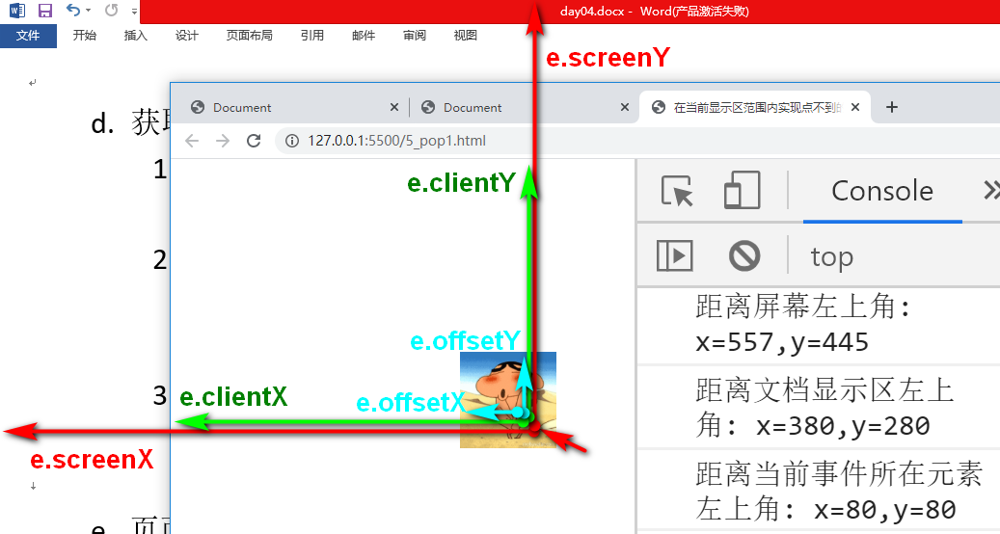 day04.docx - Word(产品激活失败)
文件 开始 插入 设计 页面布局 引用 邮件 审阅 视图
e.screenY
d. 获
Document Document 在当前显示区范围内实现点不到
127.0.0.1:5500/5_pop1.html
1
e.clientY
Console
2
top
距离屏幕左上角:
x=557,y=445
e.offsetY
3
e.clientX
e.offsetX
距离文档显示区左上
角: x=380,y=280
e.screenX
距离当前事件所在元素
左上角: x=80,y=80
e. 页